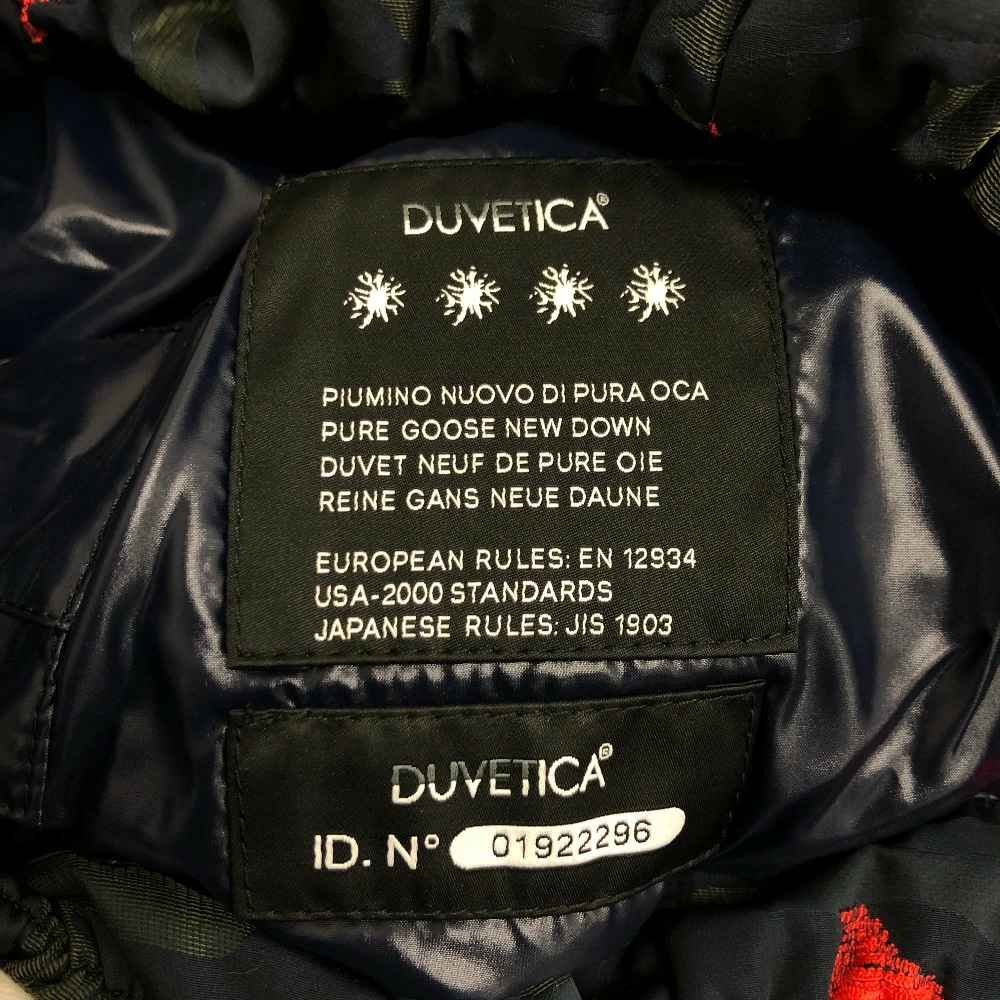 DUVETICA®
PIUMINO NUOVO DI PURA OCA
PURE GOOSE NEW DOWN
DUVET NEUF DE PURE OIE
REINE GANS NEUE DAUNE
EUROPEAN RULES: EN 12934
USA-2000 STANDARDS
JAPANESE RULES: JIS 1903
DUVETICA®
ID. N° 01922296